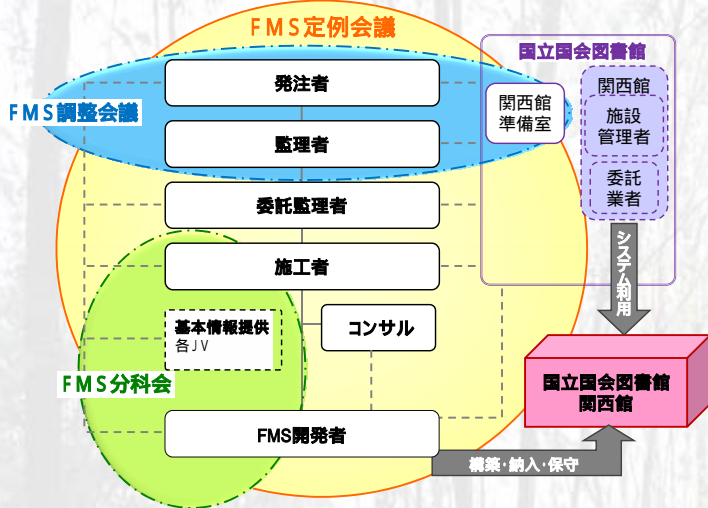 FMS定例会議
国立国会図書館
発注者
関西館
FMS調整会議
関西館
準備室
施設
管理者
監理者
委託
業者
委託監理者
施工者
システム利用
基本情報提供
各JV
コンサル
FMS分科会
国立国会図書館
関西館
FMS開発者
構築・納入・保守